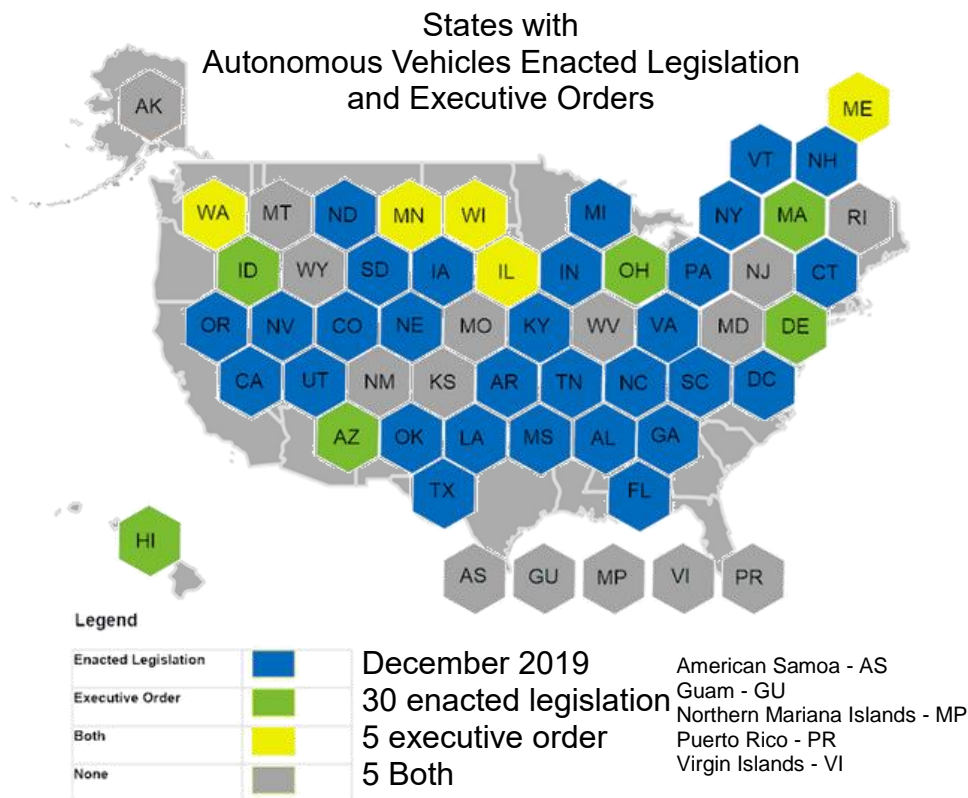 States with
Autonomous Vehicles Enacted Legislation
and Executive Orders
AK
ME
VT NH
WA MT ND MN WI MI NY MA RI
ID WY SD IA IL IN OH PA NJ CT
OR NV CO NE MO KY WV VA MD DE
CA UT NM KS AR TN NC SC DC
AZ OK LA MS AL GA
TX FL
HI
AS GU MP VI PR
Legend
Enacted Legislation
Executive Order
Both
None
December 2019
30 enacted legislation
5 executive order
5 Both
American Samoa - AS
Guam - GU
Northern Mariana Islands - MP
Puerto Rico - PR
Virgin Islands - VI